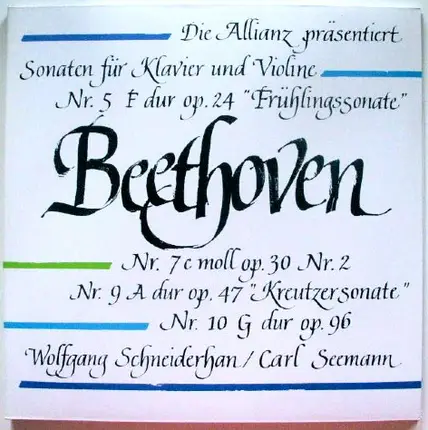 Die Allianz präsentiert
Sonaten für Klavier und Violine
Nr. 5 F dur op. 24 "Frühlingssonate"
Beethoven
Nr. 7 c moll op. 30 Nr. 2
Nr. 9 A dur op. 47 "Kreutzersonate"
Nr. 10 G dur op. 96
Wolfgang Schneiderhan / Carl Seemann